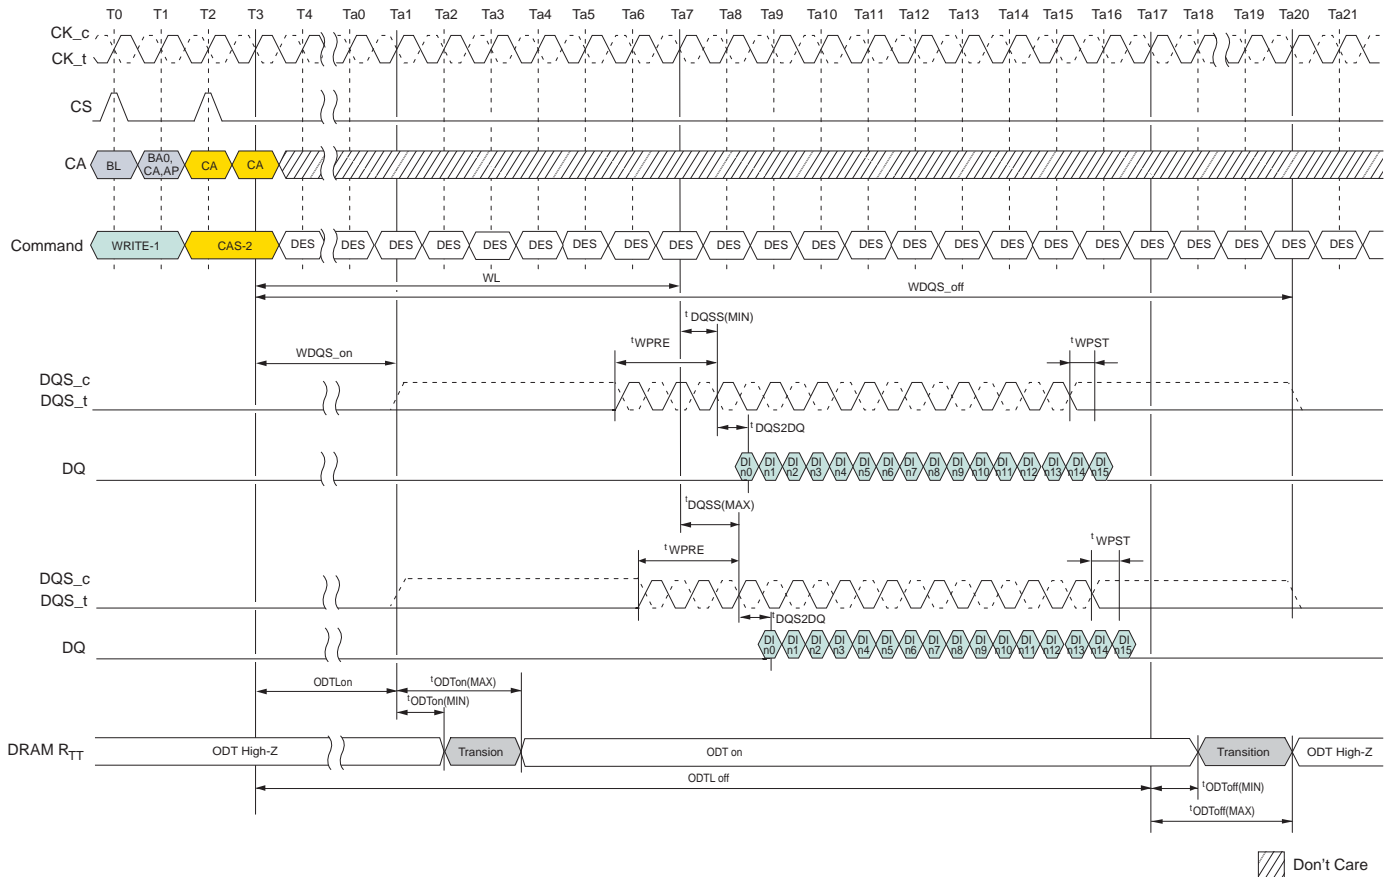 T0 T1 T2 T3 T4 Ta0 Ta1 Ta2 Ta3 Ta4 Ta5 Ta6 Ta7 Ta8 Ta9 Ta10 Ta11 Ta12 Ta13 Ta14 Ta15 Ta16 Ta17 Ta18 Ta19 Ta20 Ta21
CK_c
CK_t
CS
CA BL BA0, CA,AP CA CA
Command WRITE-1 CAS-2 DES DES DES DES DES DES DES DES DES DES DES DES DES DES DES DES DES DES DES DES DES DES DES
WL
WDQS_off
tDQSS(MIN)
WDQS_on tWPRE tWPST
DQS_c
DQS_t
tDQS2DQ
DQ DI n0 DI n1 DI n2 DI n3 DI n4 DI n5 DI n6 DI n7 DI n8 DI n9 DI n10 DI n11 DI n12 DI n13 DI n14 DI n15
tDQSS(MAX)
tWPRE tWPST
DQS_c
DQS_t
tDQS2DQ
DQ DI n0 DI n1 DI n2 DI n3 DI n4 DI n5 DI n6 DI n7 DI n8 DI n9 DI n10 DI n11 DI n12 DI n13 DI n14 DI n15
ODTLon tODTon(MAX)
tODTon(MIN)
DRAM RTT ODT High-Z Transion ODT on Transition ODT High-Z
ODTL off tODToff(MIN)
tODToff(MAX)
Don't Care